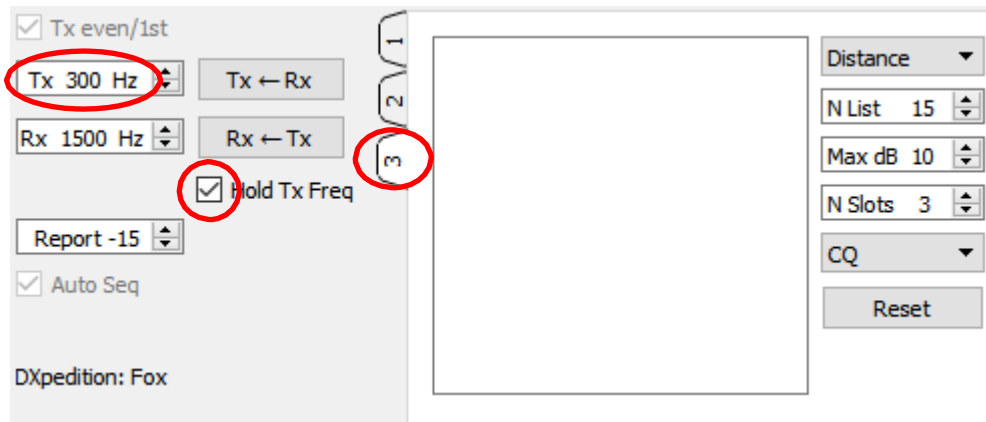 Tx even/1st
Tx 300 Hz
Tx ← Rx
Rx 1500 Hz
Rx ← Tx
Hold Tx Freq
Report -15
Auto Seq
DXpedition: Fox
1
2
3
Distance
N List 15
Max dB 10
N Slots 3
CQ
Reset